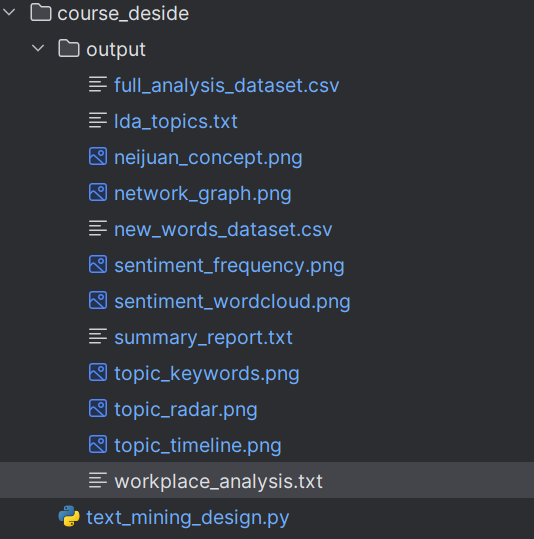 course_deside
output
full_analysis_dataset.csv
lda_topics.txt
neijuan_concept.png
network_graph.png
new_words_dataset.csv
sentiment_frequency.png
sentiment_wordcloud.png
summary_report.txt
topic_keywords.png
topic_radar.png
topic_timeline.png
workplace_analysis.txt
text_mining_design.py